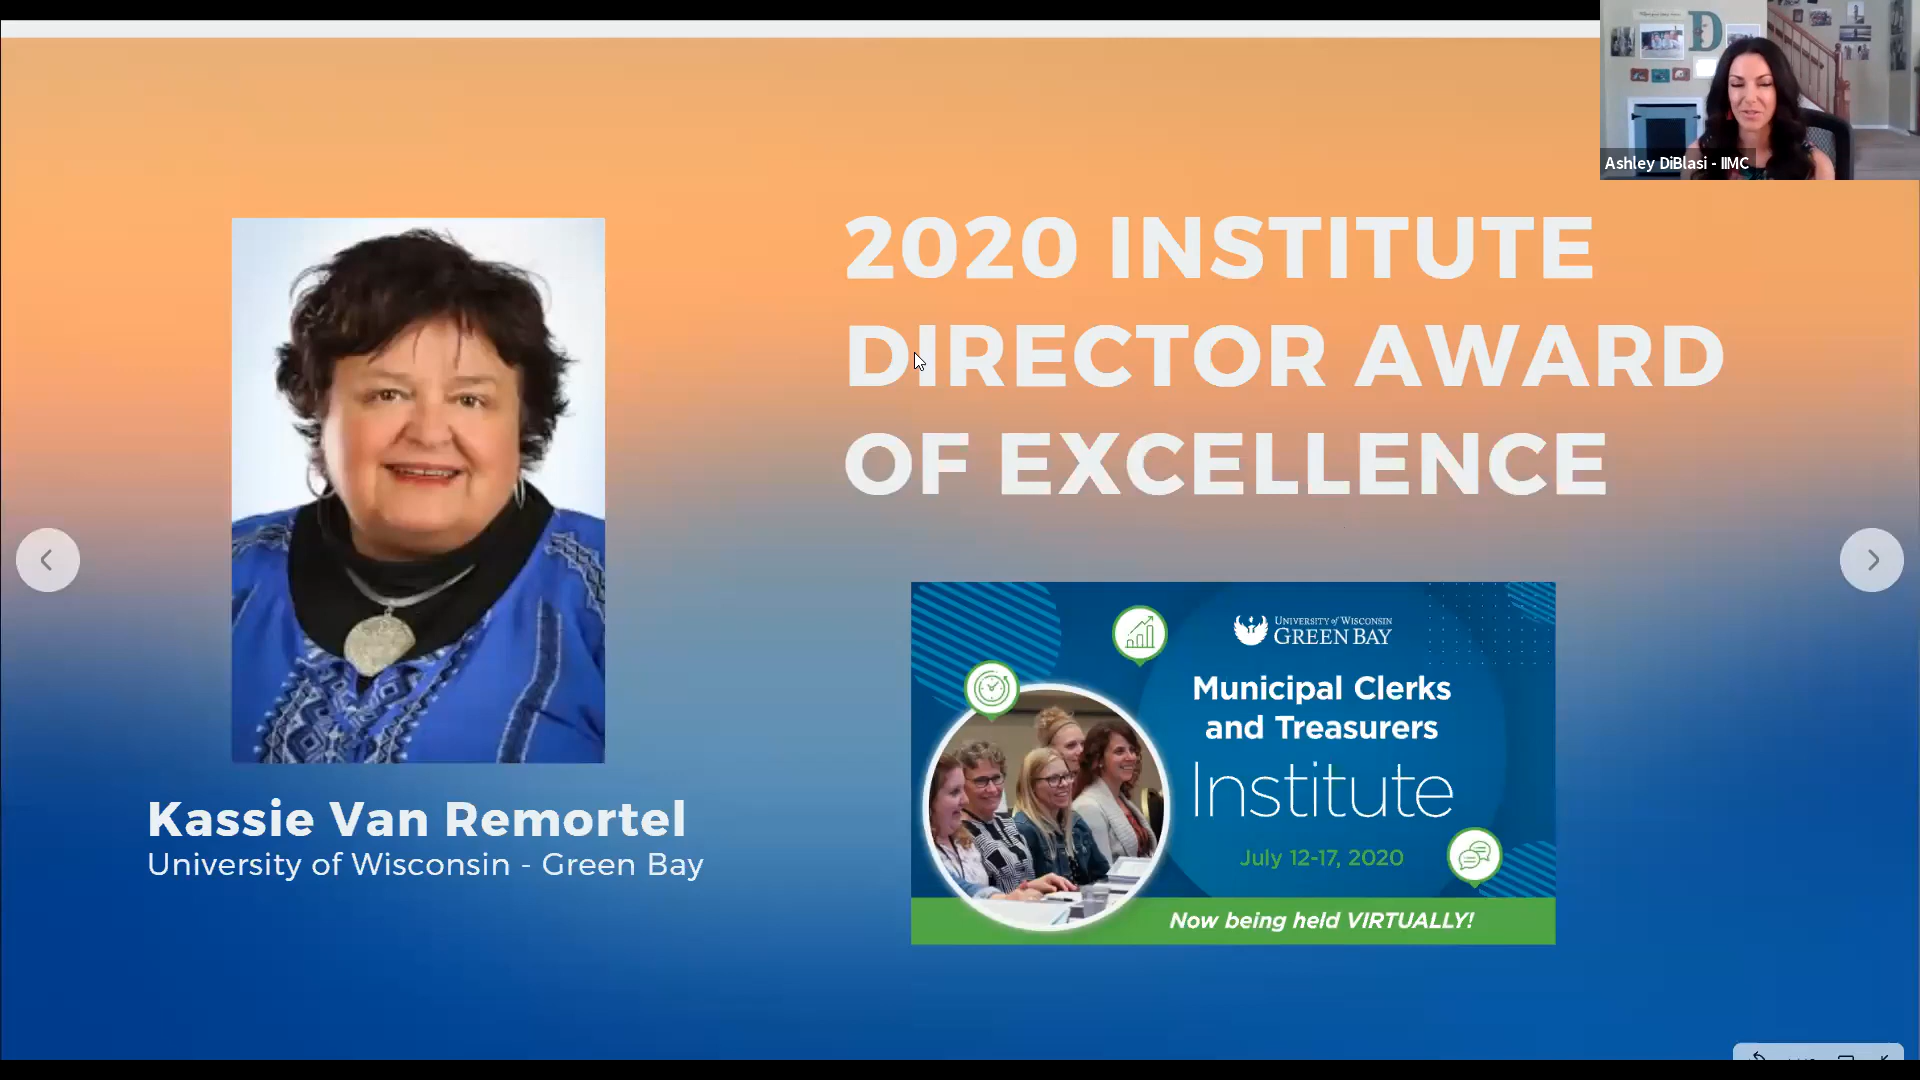 Ashley DiBlasi - IIMC
2020 INSTITUTE
DIRECTOR AWARD
OF EXCELLENCE
Kassie Van Remortel
University of Wisconsin - Green Bay
UNIVERSITY of WISCONSIN
GREEN BAY
Municipal Clerks
and Treasurers
Institute
July 12-17, 2020
Now being held VIRTUALLY!
D